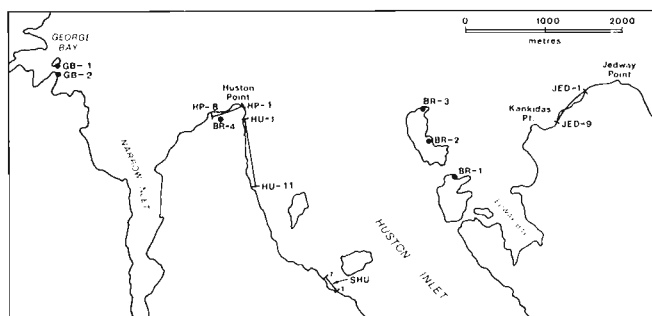 GEORGE
BAY
GB-1
GB-2
0 1000 2000
metres
Jedway
Point
JED-1
Huston
Point
HP-1
BR-3
Kankidas
Pt.
BR-4
HU-1
JED-9
BR-2
NARROW INLET
BR-1
HU-11
HUSTON INLET
SHU
1